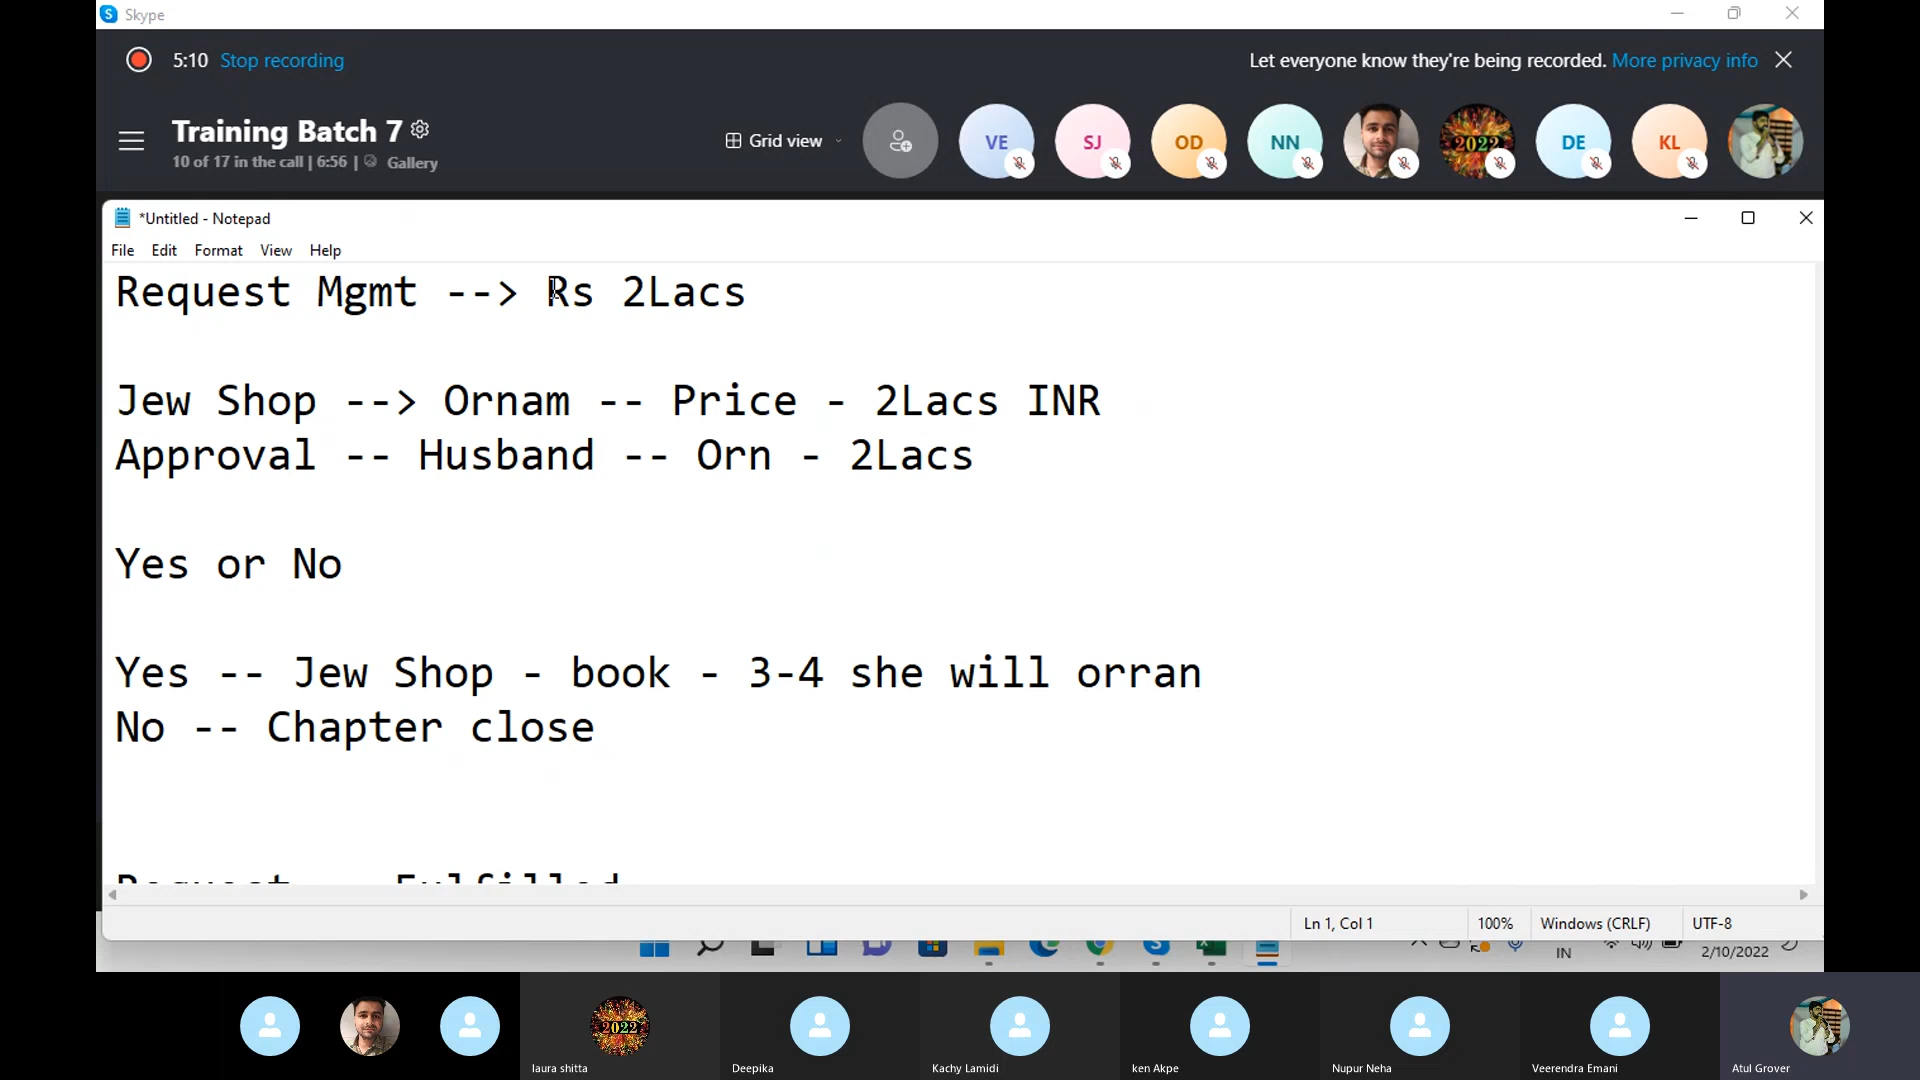 Skype
5:10 Stop recording
Let everyone know they're being recorded. More privacy info
Training Batch 7
10 of 17 in the call | 6:56 | Gallery
Grid view
VE
SJ
OD
NN
2022
DE
KL
*Untitled - Notepad
File Edit Format View Help
Request Mgmt --> Rs 2Lacs
Jew Shop --> Ornam -- Price - 2Lacs INR
Approval -- Husband -- Orn - 2Lacs
Yes or No
Yes -- Jew Shop - book - 3-4 she will orran
No -- Chapter close
Request -- Fulfilled
Ln 1, Col 1
100%
Windows (CRLF)
UTF-8
IN
2/10/2022
2022
laura shitta
Deepika
Kachy Lamidi
ken Akpe
Nupur Neha
Veerendra Emani
Atul Grover